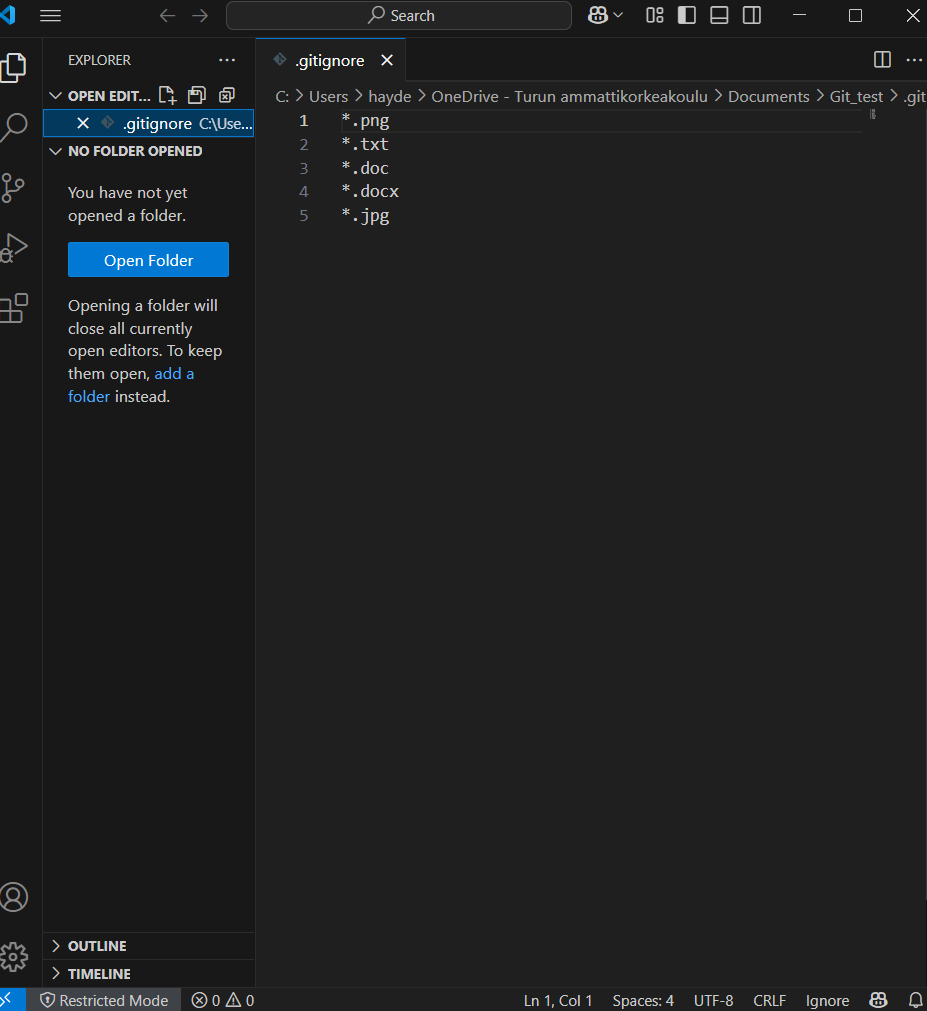 Search
EXPLORER
OPEN EDIT...
.gitignore C:\Use...
NO FOLDER OPENED
You have not yet
opened a folder.
Open Folder
Opening a folder will
close all currently
open editors. To keep
them open, add a
folder instead.
OUTLINE
TIMELINE
.gitignore
C: > Users > hayde > OneDrive - Turun ammattikorkeakoulu > Documents > Git_test > .git
1 *.png
2 *.txt
3 *.doc
4 *.docx
5 *.jpg
Restricted Mode 0 0 Ln 1, Col 1 Spaces: 4 UTF-8 CRLF Ignore